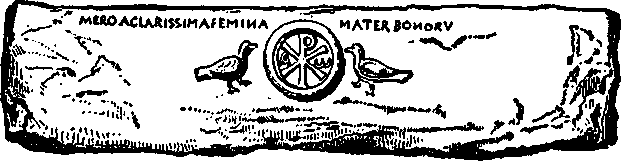 MEROACLARISSIMAFEMINA MATERBONORV
Α Ρ ω